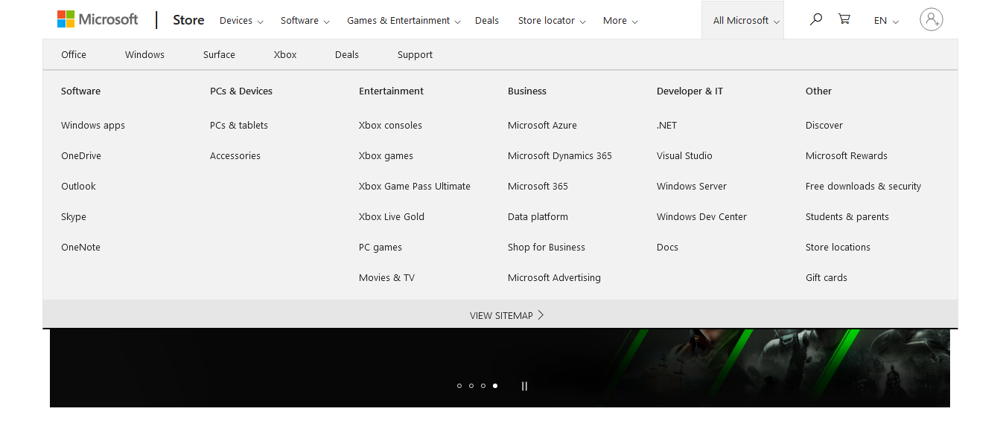 Microsoft Store Devices Software Games & Entertainment Deals Store locator More All Microsoft EN
Office Windows Surface Xbox Deals Support
Software PCs & Devices Entertainment Business Developer & IT Other
Windows apps PCs & tablets Xbox consoles Microsoft Azure .NET Discover
OneDrive Accessories Xbox games Microsoft Dynamics 365 Visual Studio Microsoft Rewards
Outlook Xbox Game Pass Ultimate Microsoft 365 Windows Server Free downloads & security
Skype Xbox Live Gold Data platform Windows Dev Center Students & parents
OneNote PC games Shop for Business Docs Store locations
Movies & TV Microsoft Advertising Gift cards
VIEW SITEMAP